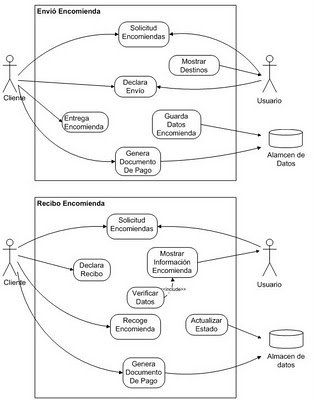 Envió Encomienda
Solicitud
Encomiendas
Mostrar
Destinos
Cliente
Usuario
Declara
Envío
Entrega
Encomienda
Guarda
Datos
Encomienda
Genera
Documento
De Pago
Alamcen de
Datos
Recibo Encomienda
Solicitud
Encomiendas
Mostrar
Información
Encomienda
Declara
Recibo
Cliente
Usuario
<<include>>
Verificar
Datos
Recoge
Encomienda
Actualizar
Estado
Genera
Documento
De Pago
Almacen de
datos